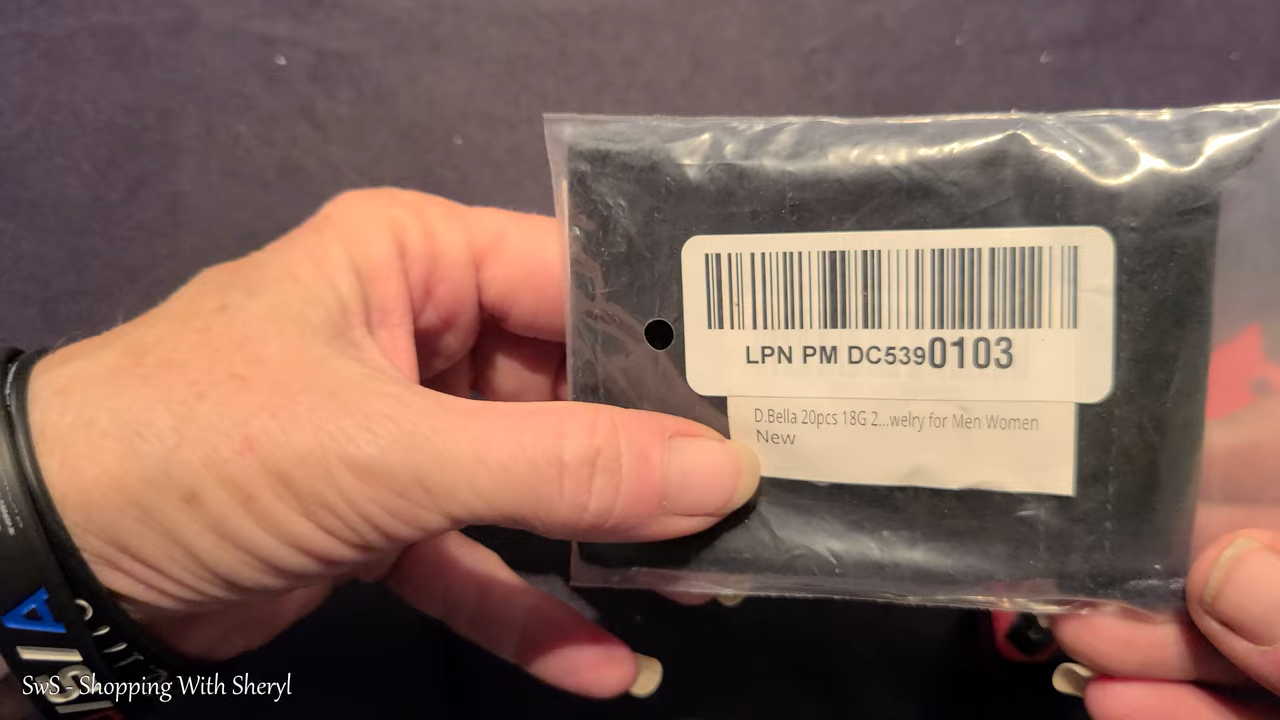 LPN PM DC5390103
D.Bella 20pcs 18G 2...welry for Men Women
New
SwS - Shopping With Sheryl